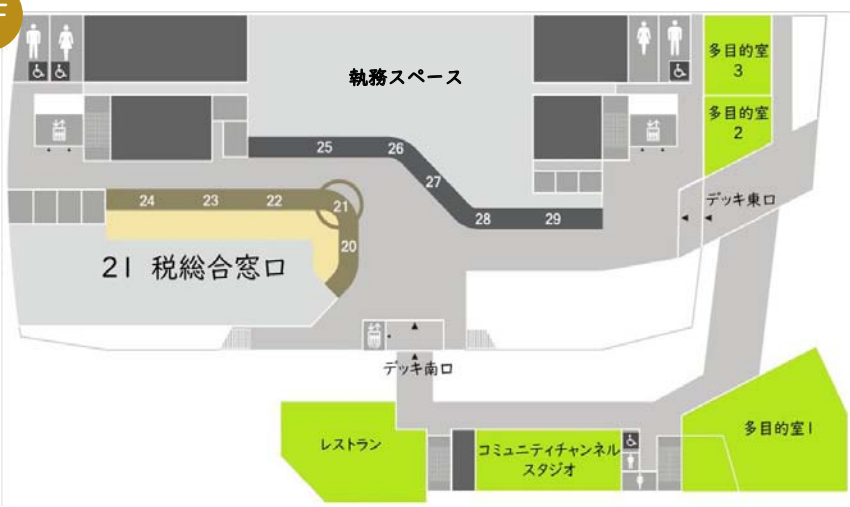 F
執務スペース
多目的室
3
多目的室
2
25
26
27
28
29
24
23
22
21
20
デッキ東口
21 税総合窓口
デッキ南口
レストラン
コミュニティチャンネル
スタジオ
多目的室1